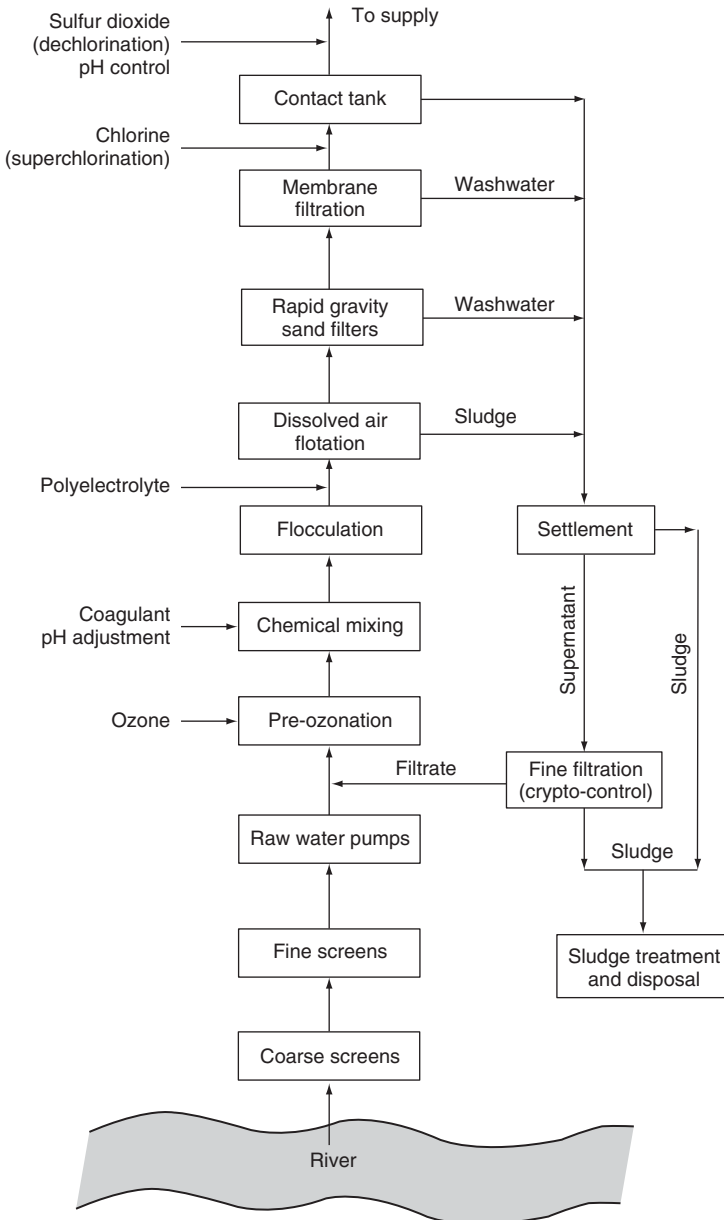 To supply
Sulfur dioxide
(dechlorination)
pH control
Contact tank
Chlorine
(superchlorination)
Membrane
filtration
Washwater
Rapid gravity
sand filters
Washwater
Dissolved air
flotation
Sludge
Polyelectrolyte
Flocculation
Settlement
Coagulant
pH adjustment
Chemical mixing
Supernatant
Sludge
Ozone
Pre-ozonation
Filtrate
Fine filtration
(crypto-control)
Raw water pumps
Sludge
Fine screens
Sludge treatment
and disposal
Coarse screens
River